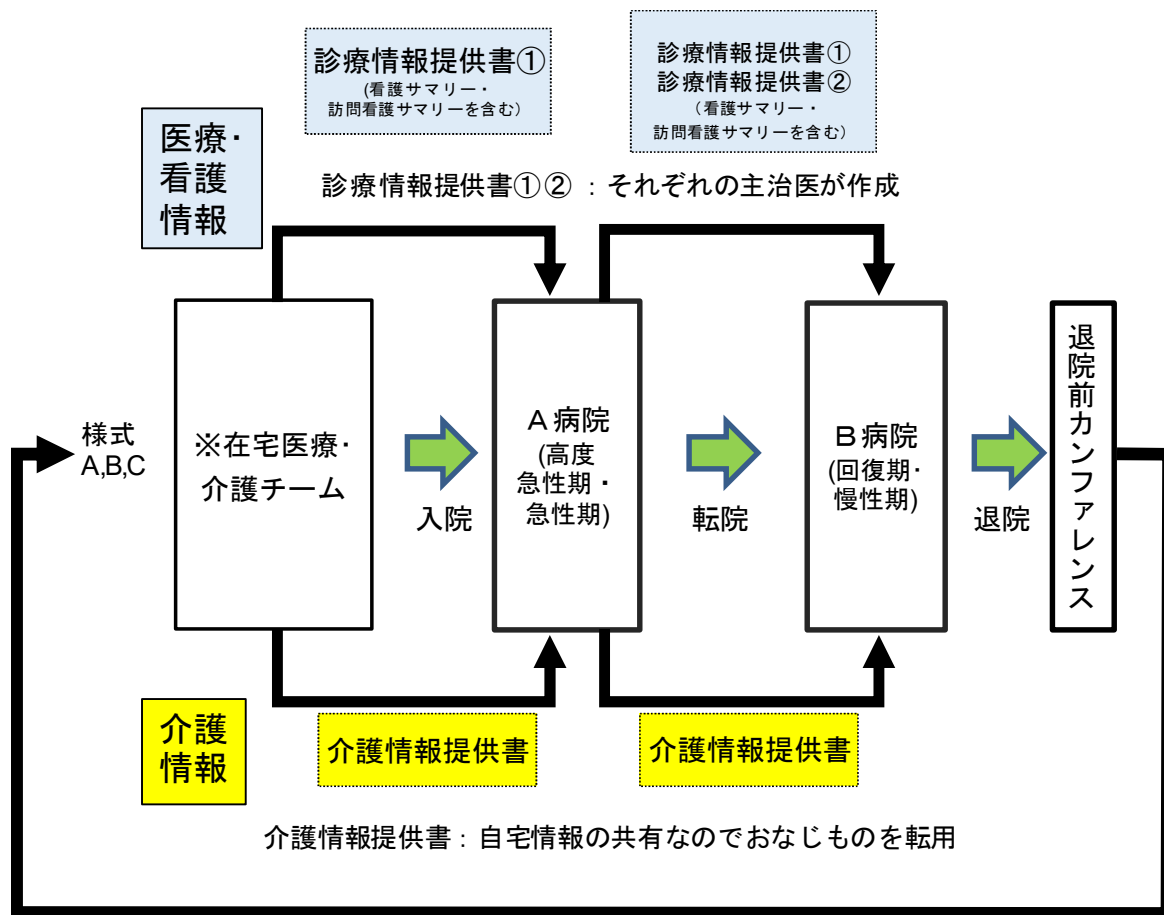 診療情報提供書①
(看護サマリー・
訪問看護サマリーを含む)
診療情報提供書①
診療情報提供書②
(看護サマリー・
訪問看護サマリーを含む)
医療・
看護
情報
診療情報提供書①②：それぞれの主治医が作成
様式
A,B,C
※在宅医療・
介護チーム
入院
A病院
(高度
急性期・
急性期)
転院
B病院
(回復期・
慢性期)
退院
退院前カンファレンス
介護
情報
介護情報提供書
介護情報提供書
介護情報提供書：自宅情報の共有なのでおなじものを転用